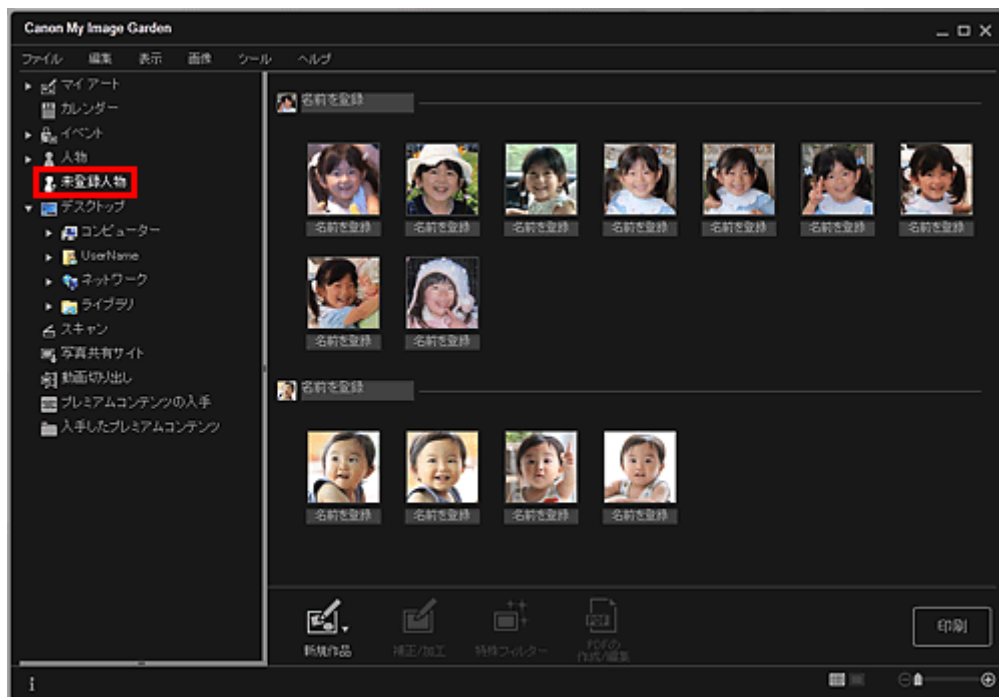 Canon My Image Garden
ファイル 編集 表示 画像 ツール ヘルプ
マイ アート
カレンダー
イベント
人物
未登録人物
デスクトップ
コンピューター
UserName
ネットワーク
ライブラリ
スキャン
写真共有サイト
動画切り出し
プレミアムコンテンツの入手
入手したプレミアムコンテンツ
名前を登録
名前を登録 名前を登録 名前を登録 名前を登録 名前を登録 名前を登録 名前を登録
名前を登録 名前を登録
名前を登録
名前を登録 名前を登録 名前を登録 名前を登録
新規作品 補正/加工 特殊フィルター PDFの
作成/編集
印刷